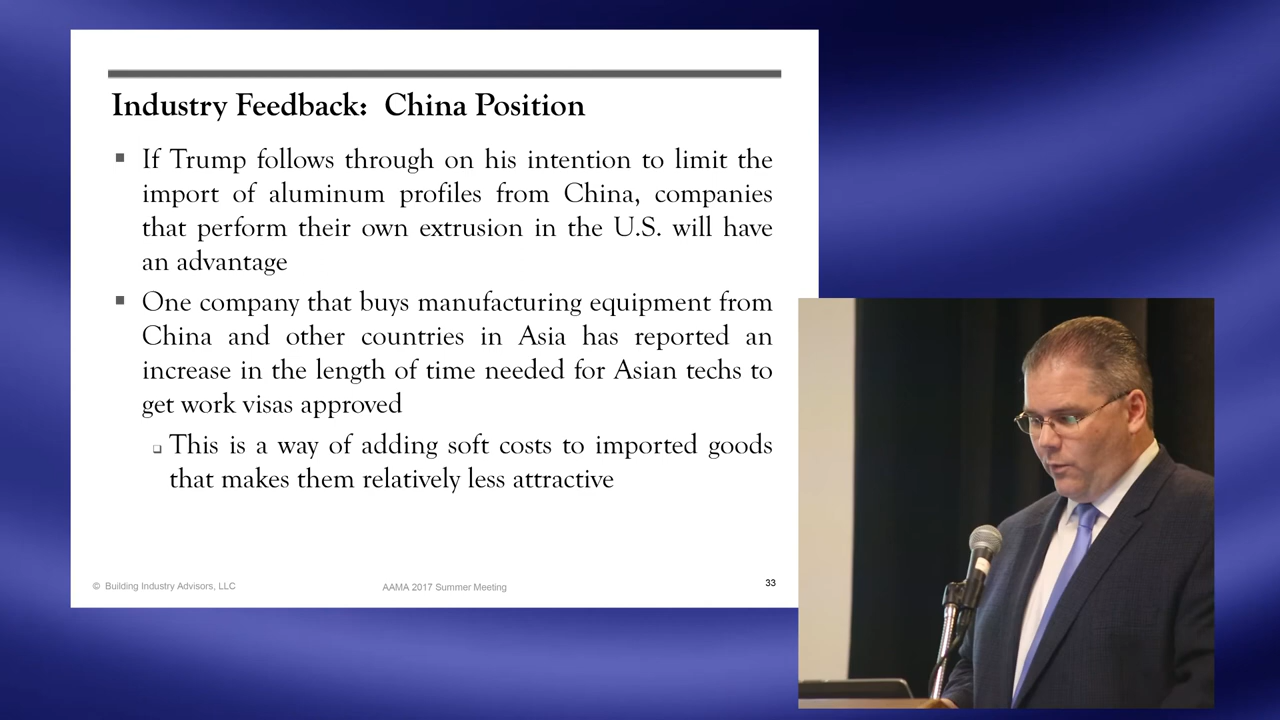 Industry Feedback: China Position
▪ If Trump follows through on his intention to limit the
import of aluminum profiles from China, companies
that perform their own extrusion in the U.S. will have
an advantage
▪ One company that buys manufacturing equipment from
China and other countries in Asia has reported an
increase in the length of time needed for Asian techs to
get work visas approved
❑ This is a way of adding soft costs to imported goods
that makes them relatively less attractive
© Building Industry Advisors, LLC
AAMA 2017 Summer Meeting
33